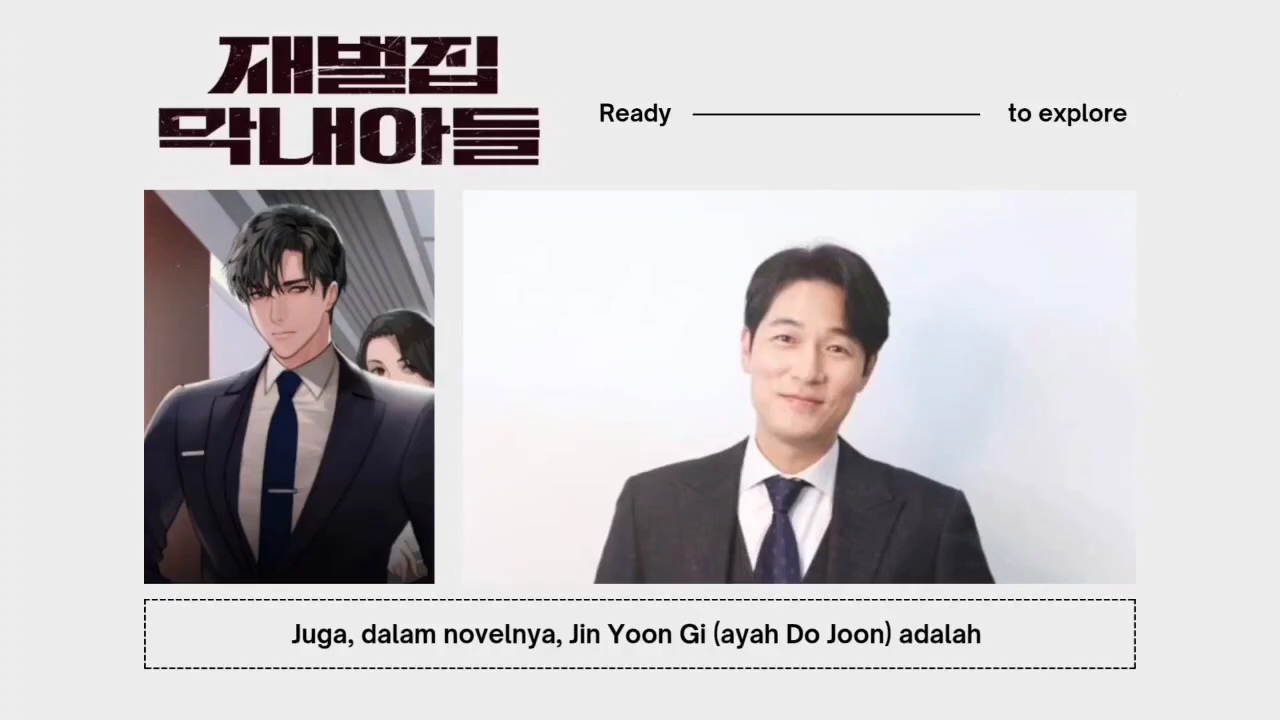 재벌집
막내아들
Ready to explore
Juga, dalam novelnya, Jin Yoon Gi (ayah Do Joon) adalah